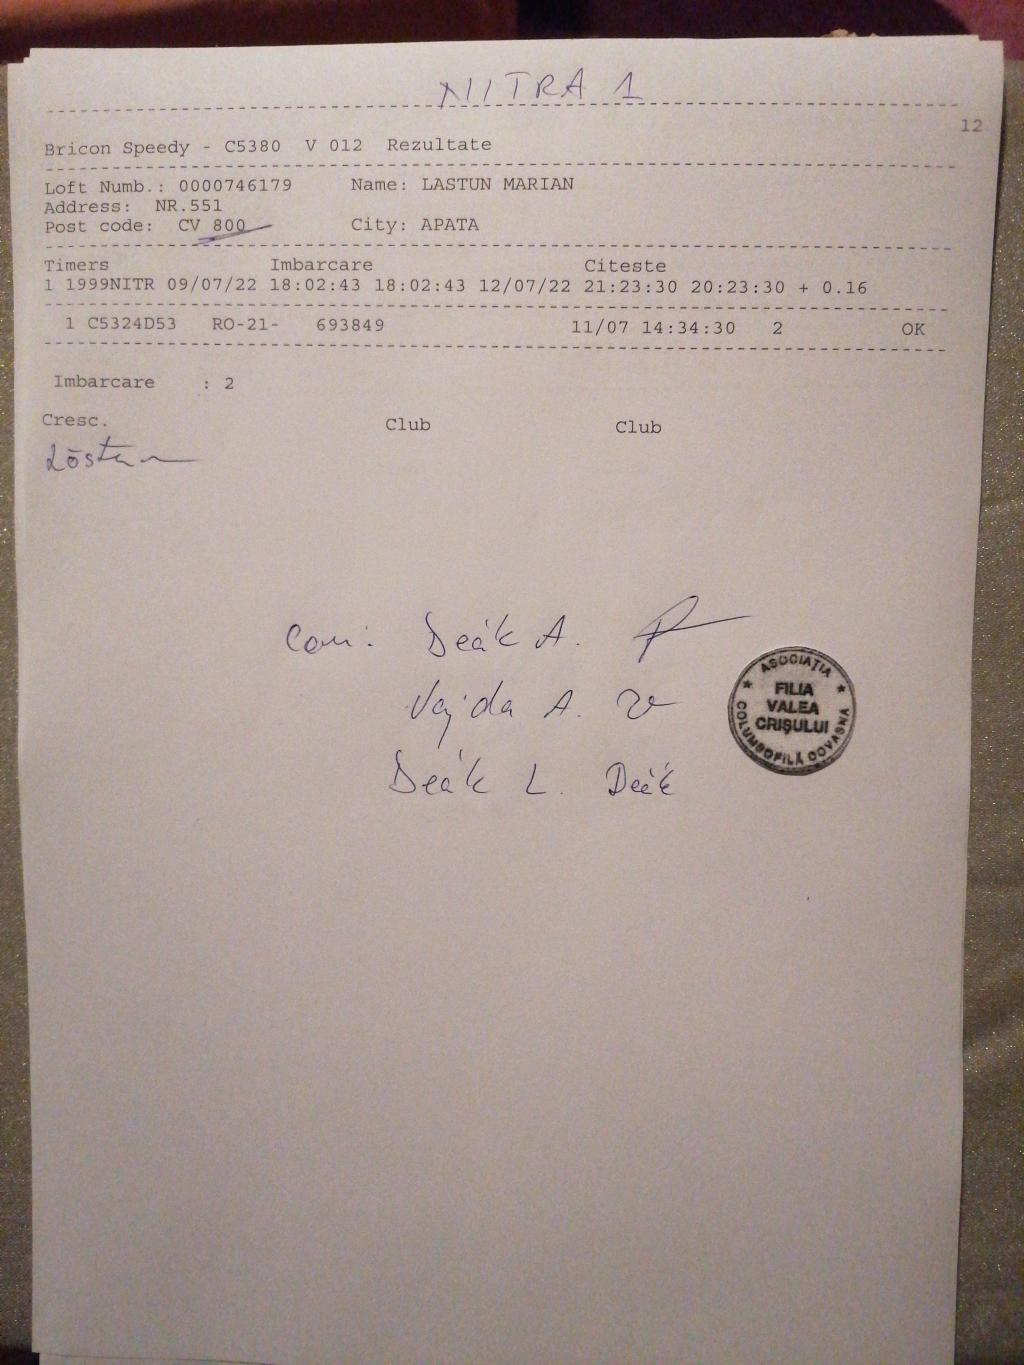 NITRA 1
12
Bricon Speedy - C5380 V 012 Rezultate
Loft Numb.: 0000746179 Name: LASTUN MARIAN
Address: NR.551
Post code: CV 800 City: APATA
Timers Imbarcare Citeste
1 1999NITR 09/07/22 18:02:43 18:02:43 12/07/22 21:23:30 20:23:30 + 0.16
1 C5324D53 RO-21- 693849 11/07 14:34:30 2 OK
Imbarcare : 2
Cresc. Club Club
Com: Deák A.
Vajda A.
Deák L. Deák
ASOCIAŢIA
FILIA
VALEA
CRIŞULUI
COLUMBOFILĂ COVASNA